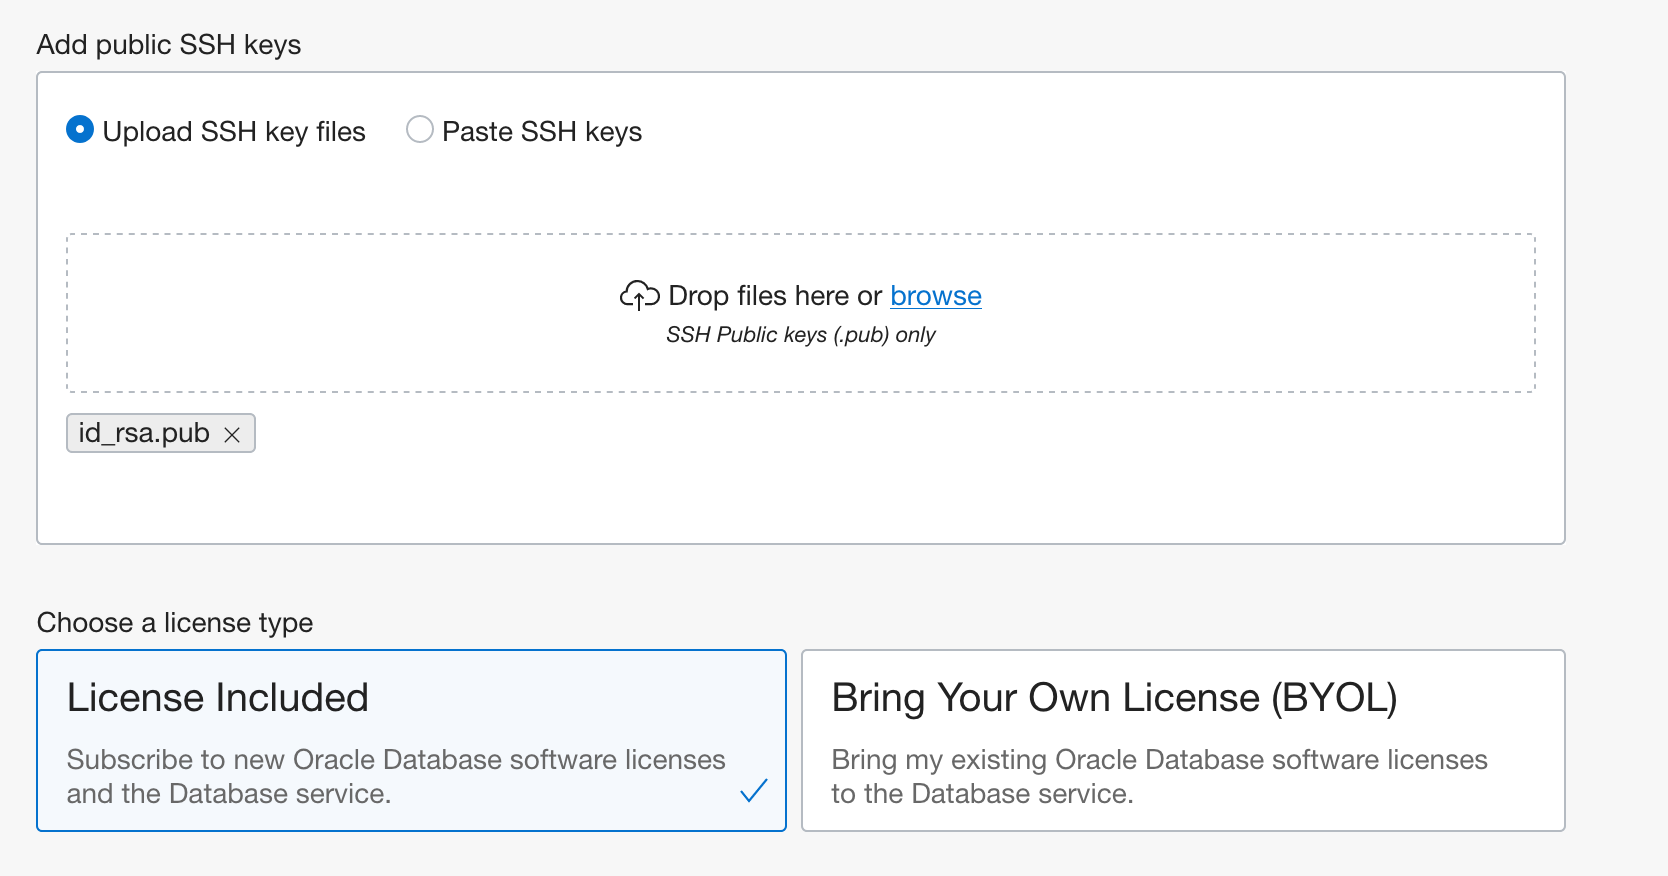 Add public SSH keys
Upload SSH key files
Paste SSH keys
Drop files here or browse
SSH Public keys (.pub) only
id_rsa.pub
Choose a license type
License Included
Subscribe to new Oracle Database software licenses
and the Database service.
Bring Your Own License (BYOL)
Bring my existing Oracle Database software licenses
to the Database service.